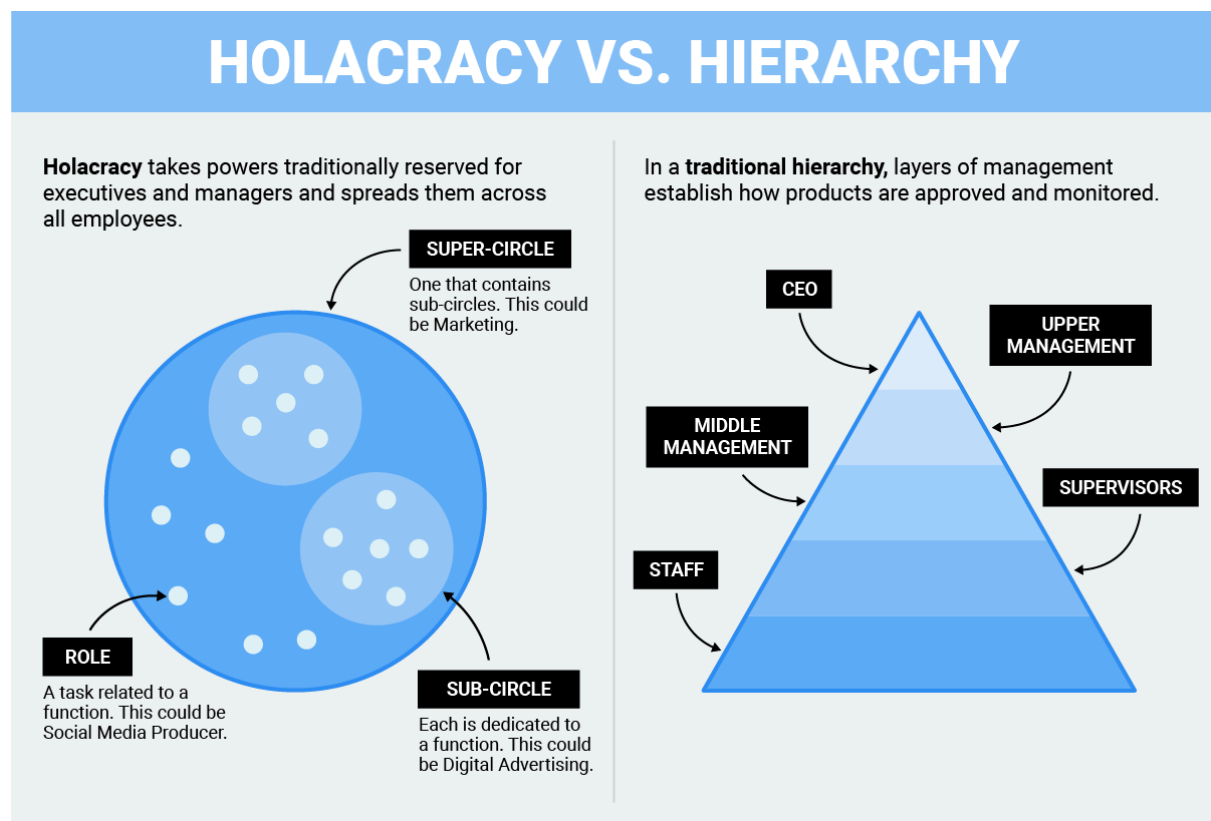 HOLACRACY VS. HIERARCHY
Holacracy takes powers traditionally reserved for
executives and managers and spreads them across
all employees.
SUPER-CIRCLE
One that contains
sub-circles. This could
be Marketing.
ROLE
A task related to a
function. This could be
Social Media Producer.
SUB-CIRCLE
Each is dedicated to
a function. This could
be Digital Advertising.
In a traditional hierarchy, layers of management
establish how products are approved and monitored.
CEO
UPPER
MANAGEMENT
MIDDLE
MANAGEMENT
SUPERVISORS
STAFF